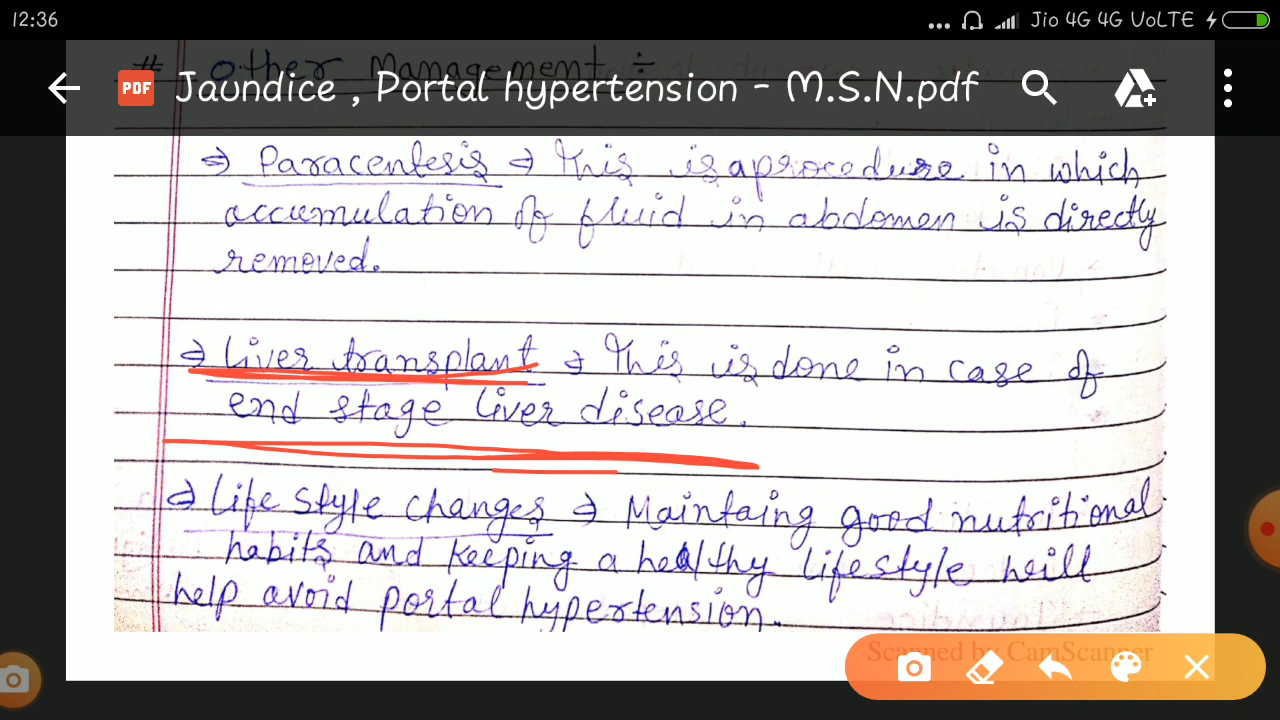 12:36
... Jio 4G 4G VoLTE
# Other Management ÷
PDF Jaundice , Portal hypertension - M.S.N.pdf
⇒ Paracentesis ⇒ This is a procedure in which
accumulation of fluid in abdomen is directly
removed.
⇒ Liver transplant ⇒ This is done in case of
end stage liver disease.
⇒ Life style changes ⇒ Maintaing good nutritional
habits and keeping a healthy lifestyle will
help avoid portal hypertension.
Scanned by CamScanner